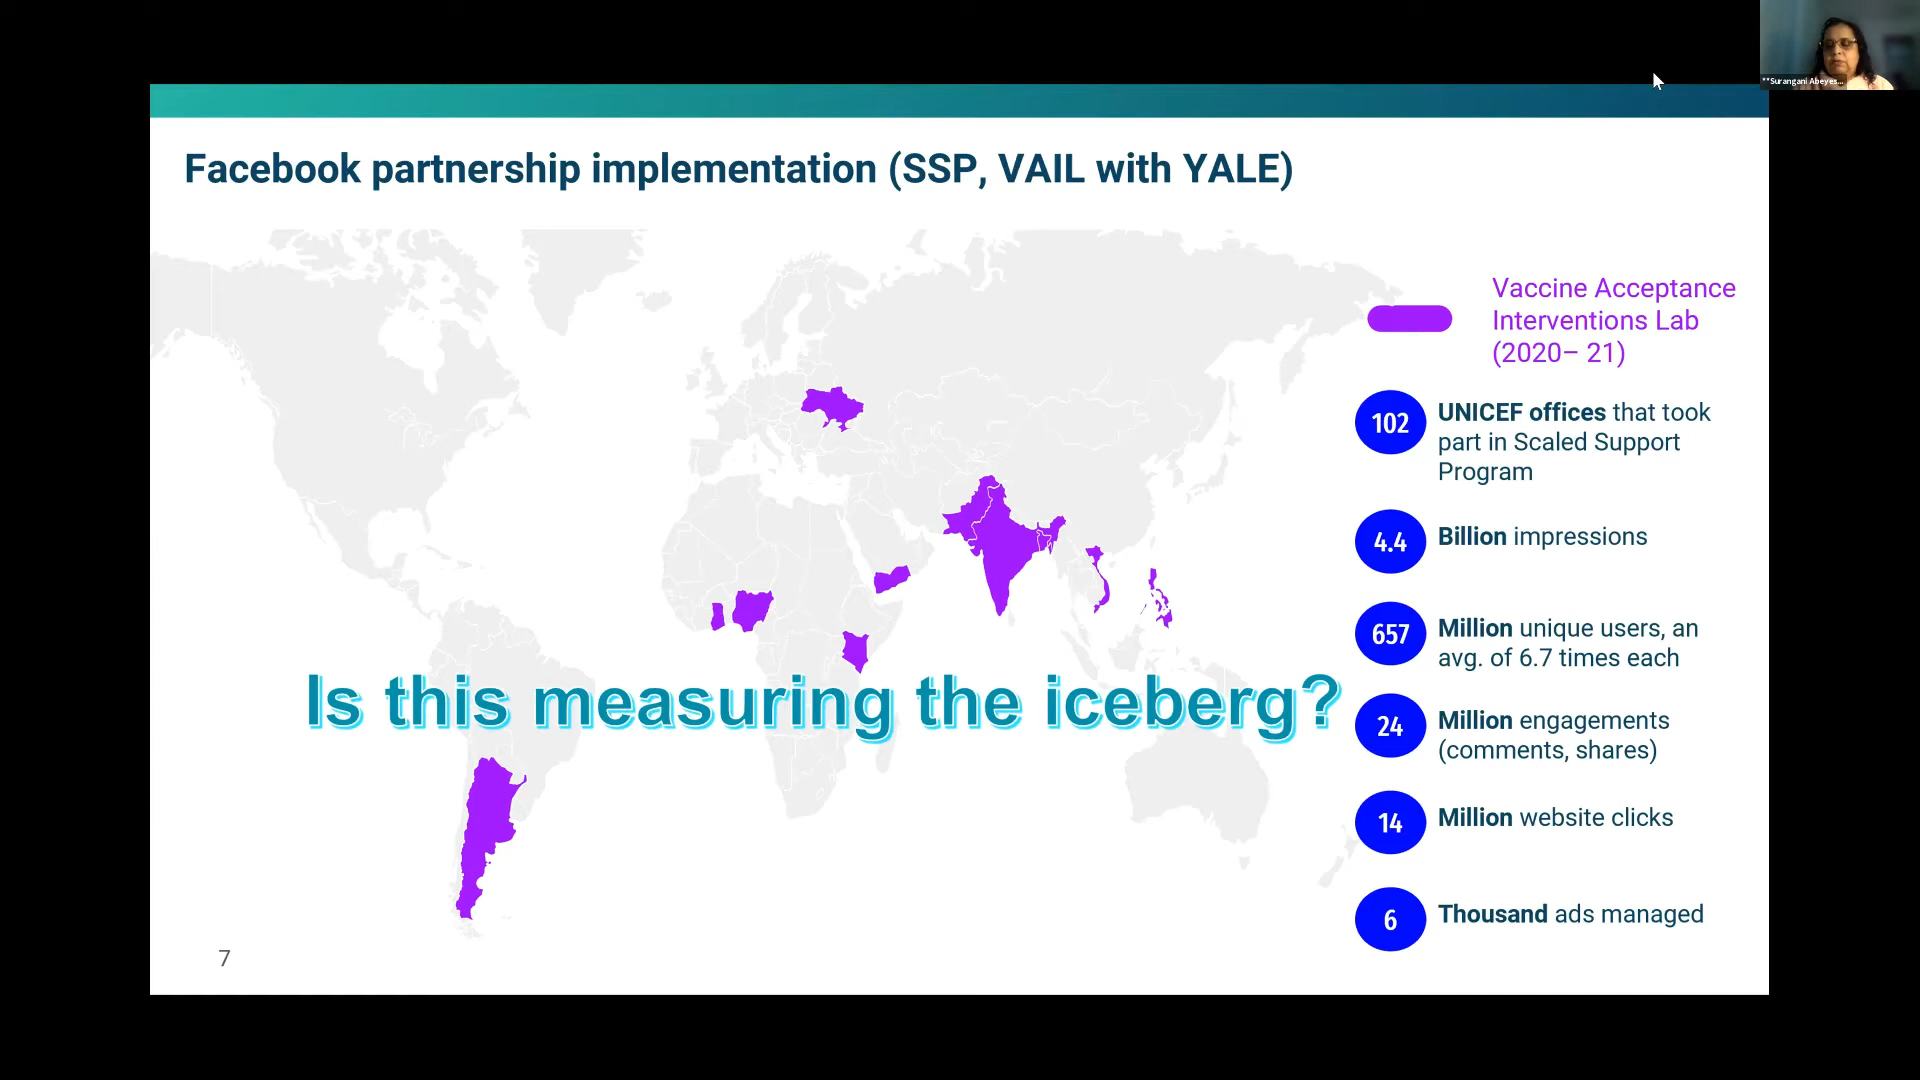 **Surangani Abeyes...
Facebook partnership implementation (SSP, VAIL with YALE)
Vaccine Acceptance
Interventions Lab
(2020– 21)
102
UNICEF offices that took
part in Scaled Support
Program
4.4
Billion impressions
657
Million unique users, an
avg. of 6.7 times each
Is this measuring the iceberg?
24
Million engagements
(comments, shares)
14
Million website clicks
6
Thousand ads managed
7